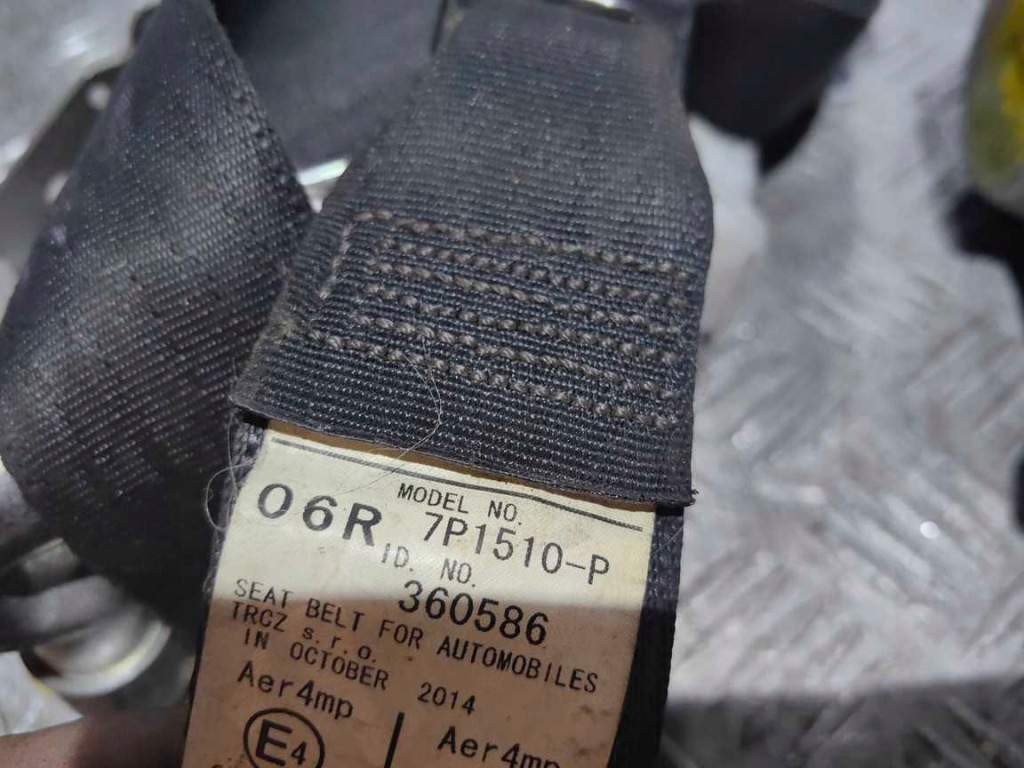 MODEL NO.
06R 7P1510-P
ID. NO.
360586
SEAT BELT FOR AUTOMOBILES
TRCZ s.r.o.
IN OCTOBER 2014
Aer4mp Aer4mp
E4